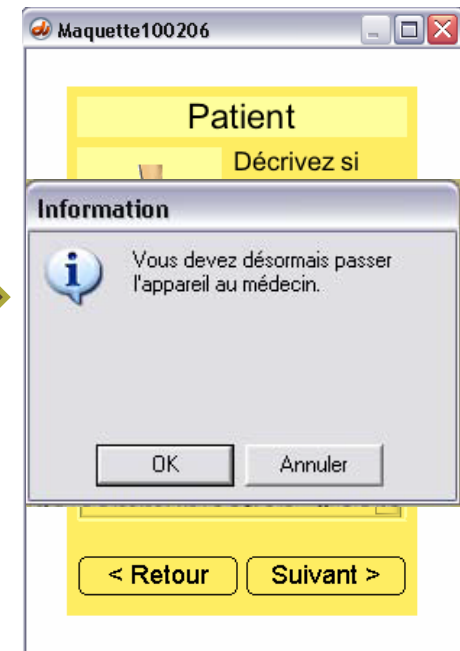 Maquette100206
Patient
Décrivez si
Information
Vous devez désormais passer
l'appareil au médecin.
OK
Annuler
< Retour
Suivant >